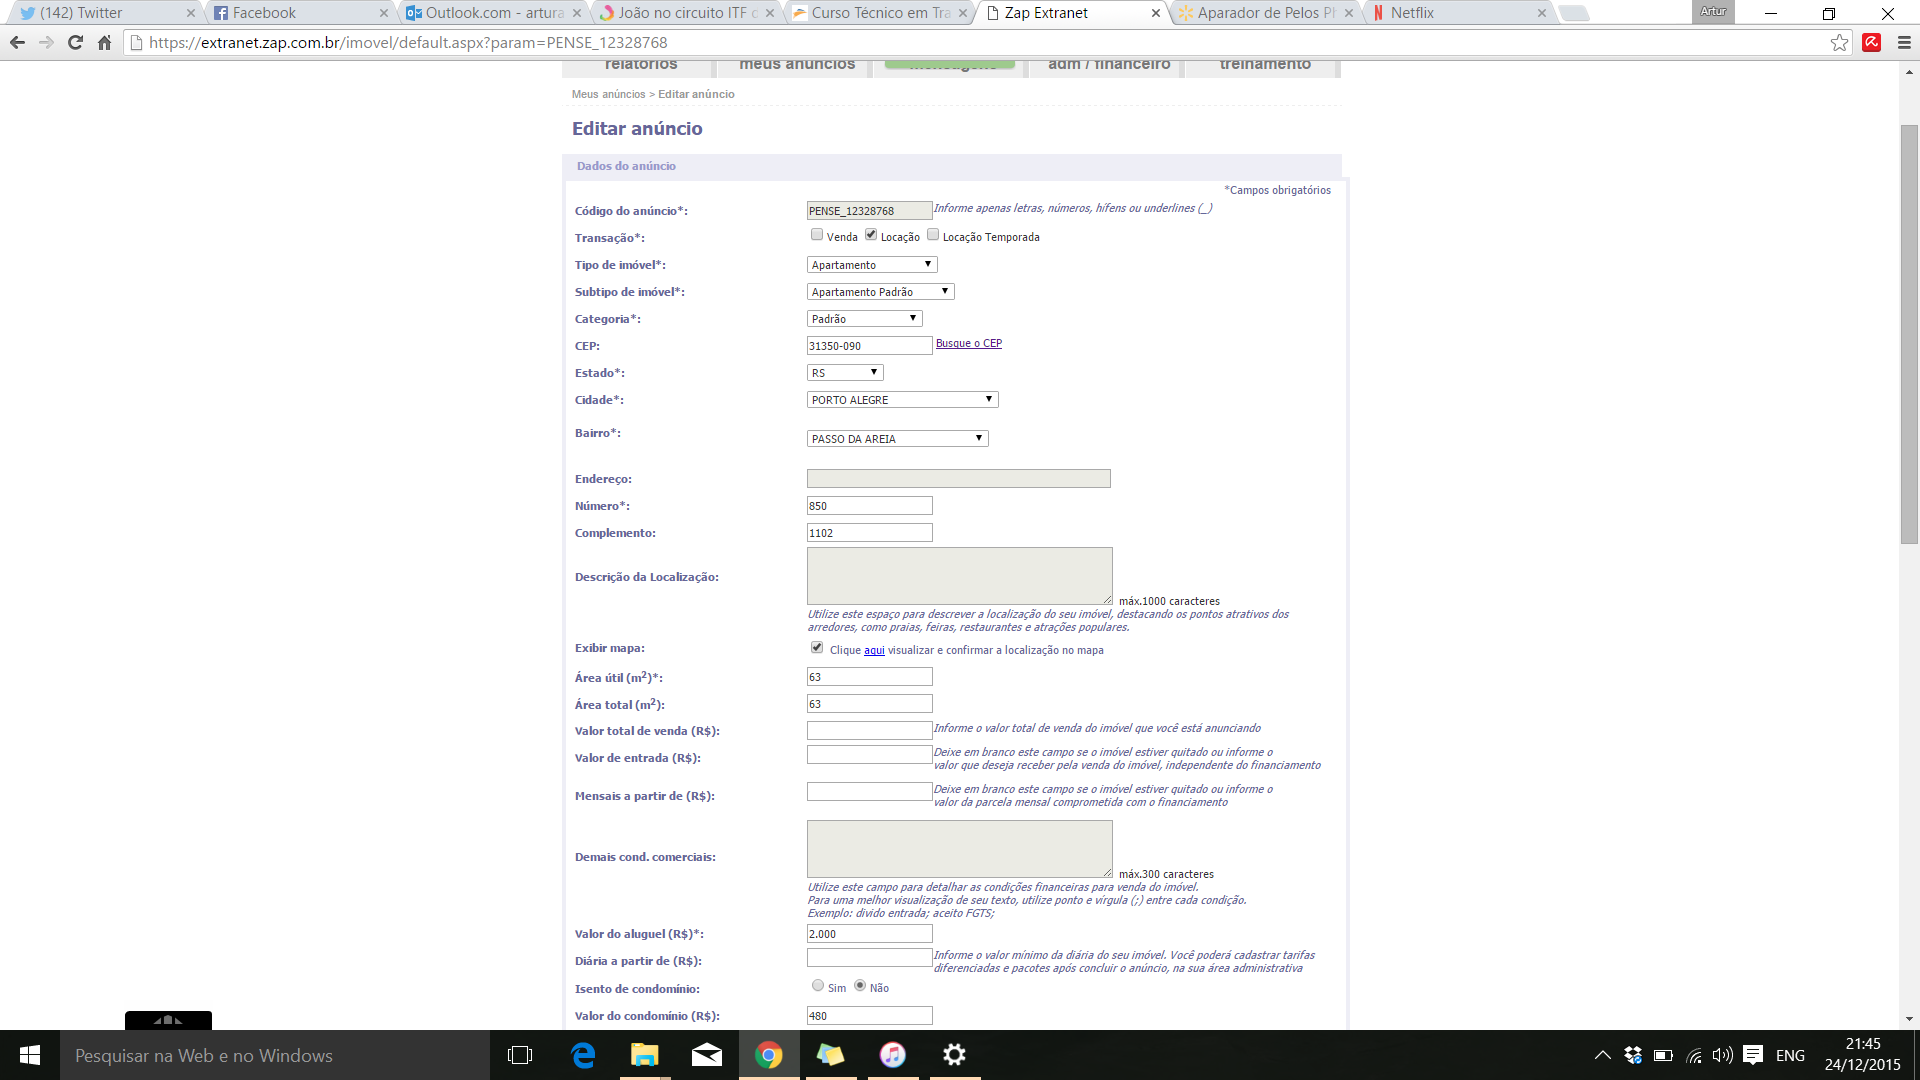 (142) Twitter
Facebook
Outlook.com - artura
João no circuito ITF c
Curso Técnico em Tra
Zap Extranet
Aparador de Pelos Ph
Netflix
Artur
https://extranet.zap.com.br/imovel/default.aspx?param=PENSE_12328768
relatórios meus anúncios mensagens adm / financeiro treinamento
Meus anúncios > Editar anúncio
Editar anúncio
Dados do anúncio
*Campos obrigatórios
Código do anúncio*: PENSE_12328768 Informe apenas letras, números, hífens ou underlines (_)
Transação*: Venda Locação Locação Temporada
Tipo de imóvel*: Apartamento
Subtipo de imóvel*: Apartamento Padrão
Categoria*: Padrão
CEP: 31350-090 Busque o CEP
Estado*: RS
Cidade*: PORTO ALEGRE
Bairro*: PASSO DA AREIA
Endereço:
Número*: 850
Complemento: 1102
Descrição da Localização: máx.1000 caracteres
Utilize este espaço para descrever a localização do seu imóvel, destacando os pontos atrativos dos
arredores, como praias, feiras, restaurantes e atrações populares.
Exibir mapa: Clique aqui visualizar e confirmar a localização no mapa
Área útil (m2)*: 63
Área total (m2): 63
Valor total de venda (R$): Informe o valor total de venda do imóvel que você está anunciando
Valor de entrada (R$): Deixe em branco este campo se o imóvel estiver quitado ou informe o
valor que deseja receber pela venda do imóvel, independente do financiamento
Mensais a partir de (R$): Deixe em branco este campo se o imóvel estiver quitado ou informe o
valor da parcela mensal comprometida com o financiamento
Demais cond. comerciais: máx.300 caracteres
Utilize este campo para detalhar as condições financeiras para venda do imóvel.
Para uma melhor visualização de seu texto, utilize ponto e vírgula (;) entre cada condição.
Exemplo: divido entrada; aceito FGTS;
Valor do aluguel (R$)*: 2.000
Diária a partir de (R$): Informe o valor mínimo da diária do seu imóvel. Você poderá cadastrar tarifas
diferenciadas e pacotes após concluir o anúncio, na sua área administrativa
Isento de condomínio: Sim Não
Valor do condomínio (R$): 480
Pesquisar na Web e no Windows
ENG
21:45
24/12/2015